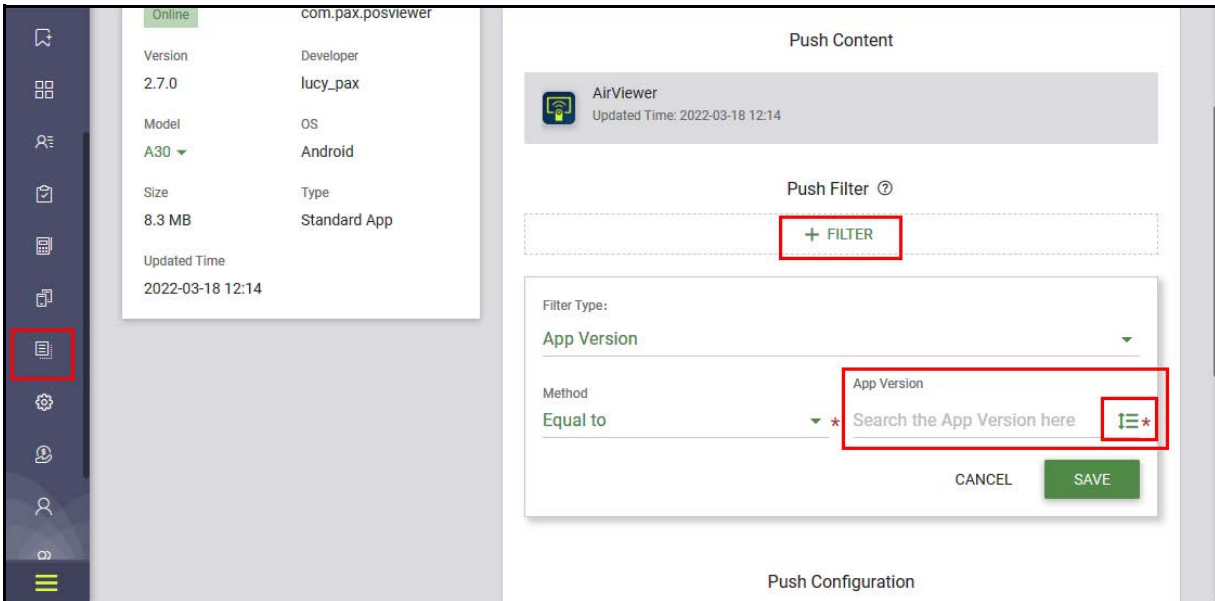 Online
com.pax.posviewer
Version
Developer
2.7.0
lucy_pax
Model
OS
A30
Android
Size
Type
8.3 MB
Standard App
Updated Time
2022-03-18 12:14
Push Content
AirViewer
Updated Time: 2022-03-18 12:14
Push Filter
+ FILTER
Filter Type:
App Version
Method
Equal to
*
App Version
Search the App Version here
*
CANCEL
SAVE
Push Configuration